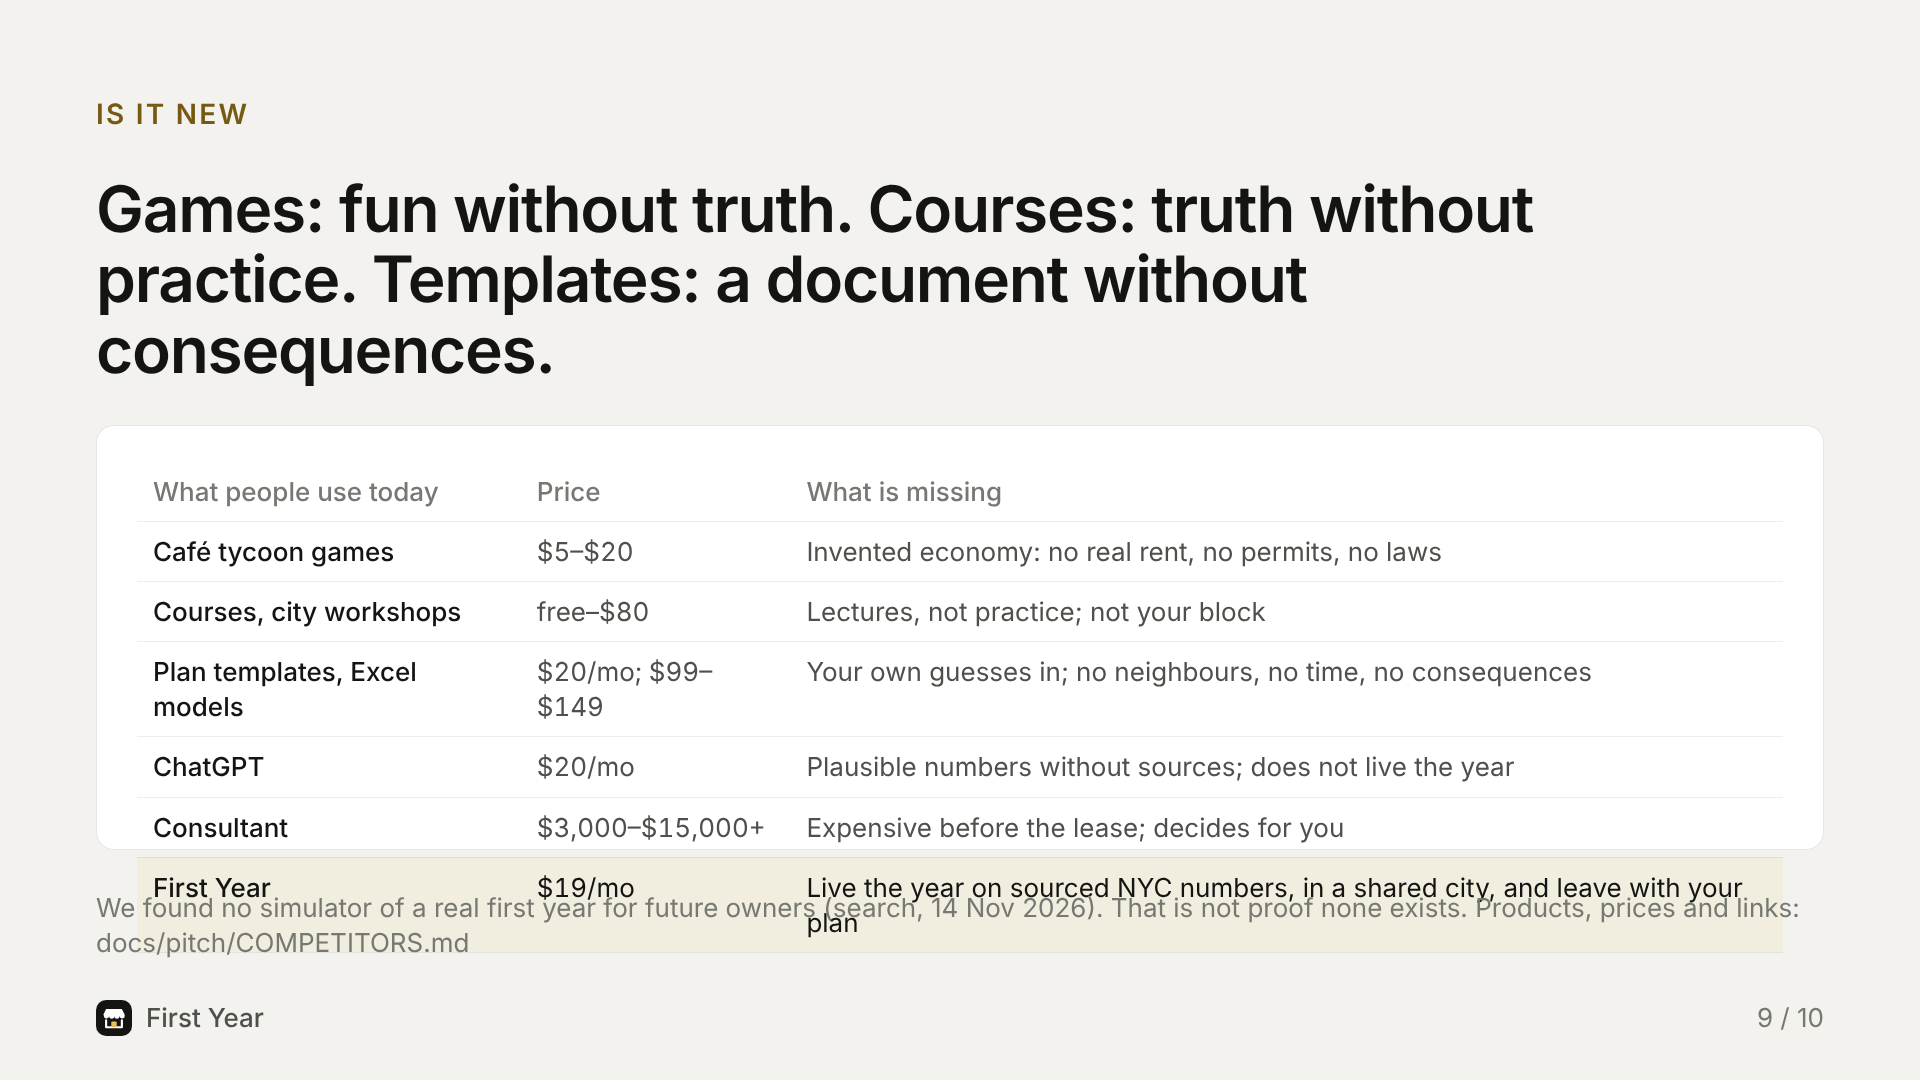 IS IT NEW
Games: fun without truth. Courses: truth without
practice. Templates: a document without
consequences.
What people use today Price What is missing
Café tycoon games $5–$20 Invented economy: no real rent, no permits, no laws
Courses, city workshops free–$80 Lectures, not practice; not your block
Plan templates, Excel $20/mo; $99– Your own guesses in; no neighbours, no time, no consequences
models $149
ChatGPT $20/mo Plausible numbers without sources; does not live the year
Consultant $3,000–$15,000+ Expensive before the lease; decides for you
First Year $19/mo Live the year on sourced NYC numbers, in a shared city, and leave with your
plan
We found no simulator of a real first year for future owners (search, 14 Nov 2026). That is not proof none exists. Products, prices and links:
docs/pitch/COMPETITORS.md
First Year 9 / 10